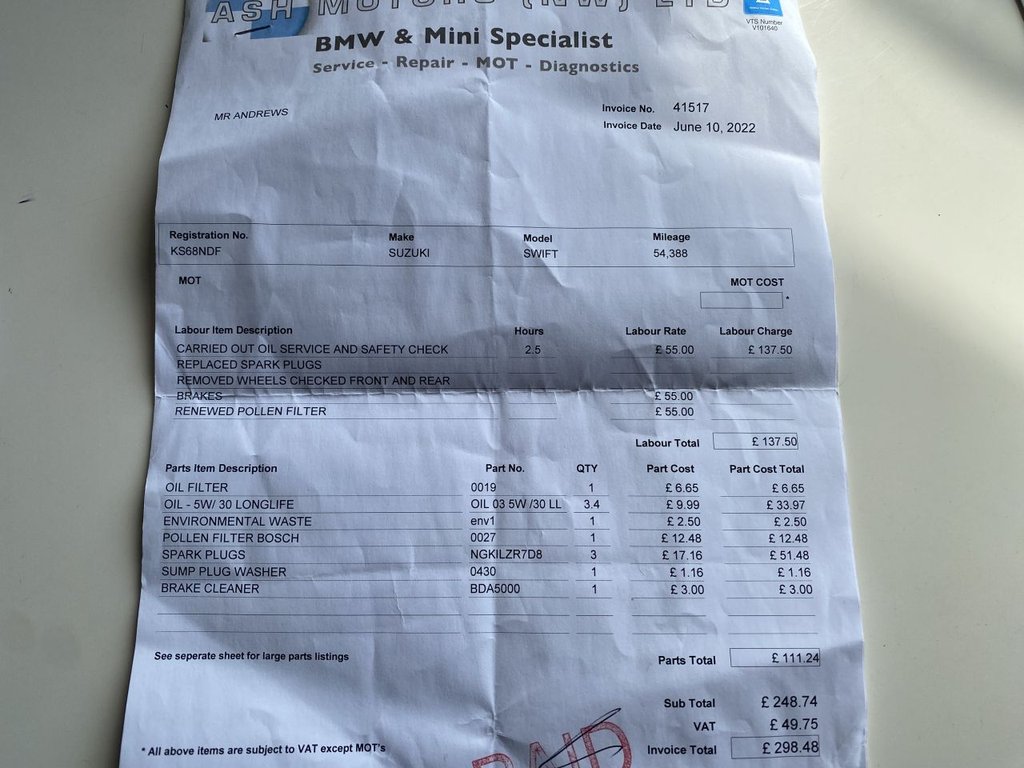 ASH MOTORS (NW) LTD
VTS Number
V101640
BMW & Mini Specialist
Service - Repair - MOT - Diagnostics
MR ANDREWS
Invoice No. 41517
Invoice Date June 10, 2022
Registration No. Make Model Mileage
KS68NDF SUZUKI SWIFT 54,388
MOT MOT COST
*
Labour Item Description Hours Labour Rate Labour Charge
CARRIED OUT OIL SERVICE AND SAFETY CHECK 2.5 £ 55.00 £ 137.50
REPLACED SPARK PLUGS
REMOVED WHEELS CHECKED FRONT AND REAR
BRAKES £ 55.00
RENEWED POLLEN FILTER £ 55.00
Labour Total £ 137.50
Parts Item Description Part No. QTY Part Cost Part Cost Total
OIL FILTER 0019 1 £ 6.65 £ 6.65
OIL - 5W/ 30 LONGLIFE OIL 03 5W /30 LL 3.4 £ 9.99 £ 33.97
ENVIRONMENTAL WASTE env1 1 £ 2.50 £ 2.50
POLLEN FILTER BOSCH 0027 1 £ 12.48 £ 12.48
SPARK PLUGS NGKILZR7D8 3 £ 17.16 £ 51.48
SUMP PLUG WASHER 0430 1 £ 1.16 £ 1.16
BRAKE CLEANER BDA5000 1 £ 3.00 £ 3.00
See seperate sheet for large parts listings
Parts Total £ 111.24
Sub Total £ 248.74
VAT £ 49.75
* All above items are subject to VAT except MOT's
Invoice Total £ 298.48
PAID